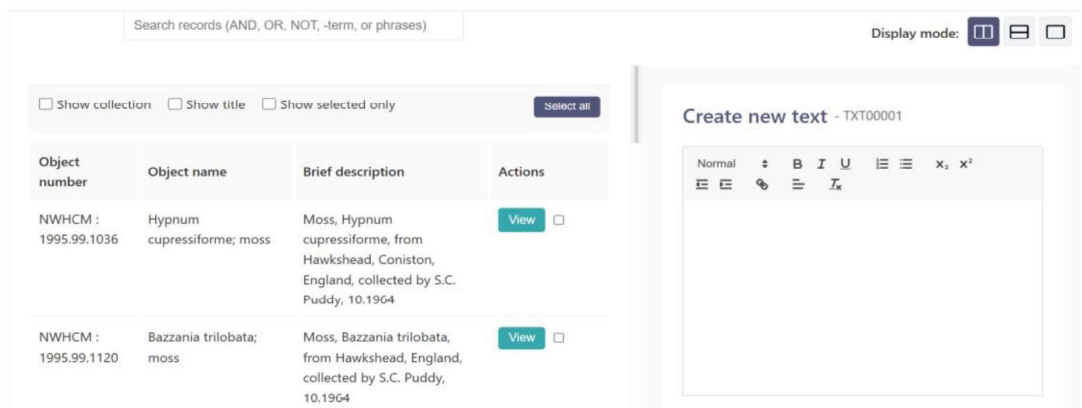 Search records (AND, OR, NOT, -term, or phrases)
Display mode:
Show collection Show title Show selected only Select all
Object number Object name Brief description Actions
NWHCM : 1995.99.1036
Hypnum cupressiforme; moss
Moss, Hypnum cupressiforme, from Hawkshead, Coniston, England, collected by S.C. Puddy, 10.1964
View
NWHCM : 1995.99.1120
Bazzania trilobata; moss
Moss, Bazzania trilobata, from Hawkshead, England, collected by S.C. Puddy, 10.1964
View
Create new text - TXT00001
Normal B I U x₂ x²
Tx